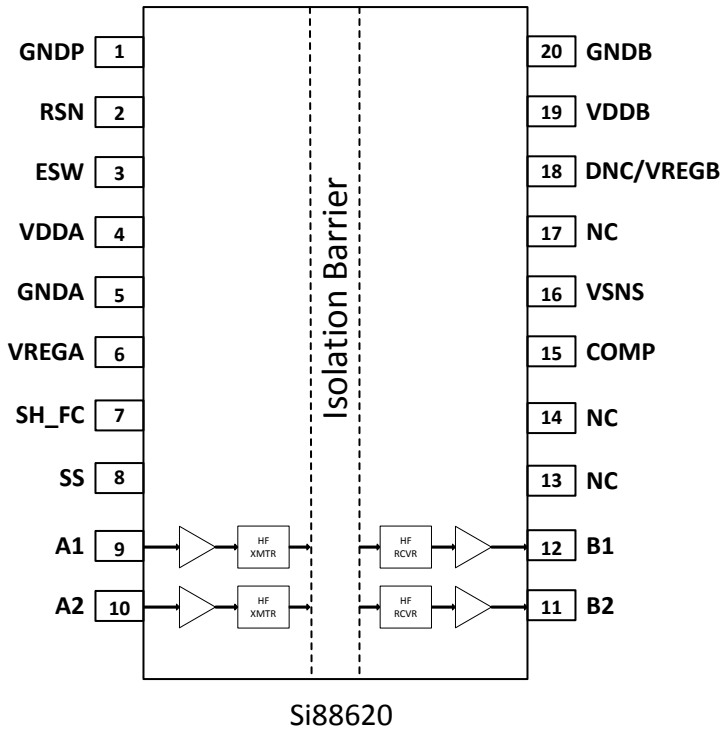 GNDP 1
20 GNDB
RSN 2
19 VDDB
ESW 3
18 DNC/VREGB
VDDA 4
17 NC
GNDA 5
16 VSNS
VREGA 6
15 COMP
SH_FC 7
14 NC
SS 8
13 NC
Isolation Barrier
A1 9
HF
XMTR
HF
RCVR
12 B1
A2 10
HF
XMTR
HF
RCVR
11 B2
Si88620